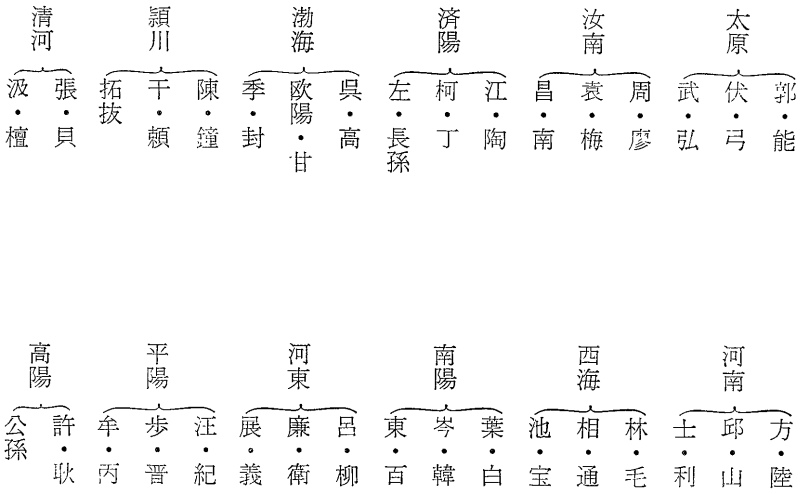 太原
郭・能
伏・弓
武・弘
汝南
周・廖
袁・梅
昌・南
済陽
江・陶
柯・丁
左・長孫
渤海
呉・高
欧陽・甘
季・封
潁川
陳・鐘
干・頼
拓抜
清河
張・貝
汲・檀
河南
方・陸
邱・山
士・利
西海
林・毛
相・通
池・宝
南陽
葉・白
岑・韓
東・百
河東
呂・柳
廉・衛
展・義
平陽
汪・紀
歩・晋
牟・丙
高陽
許・耿
公孫